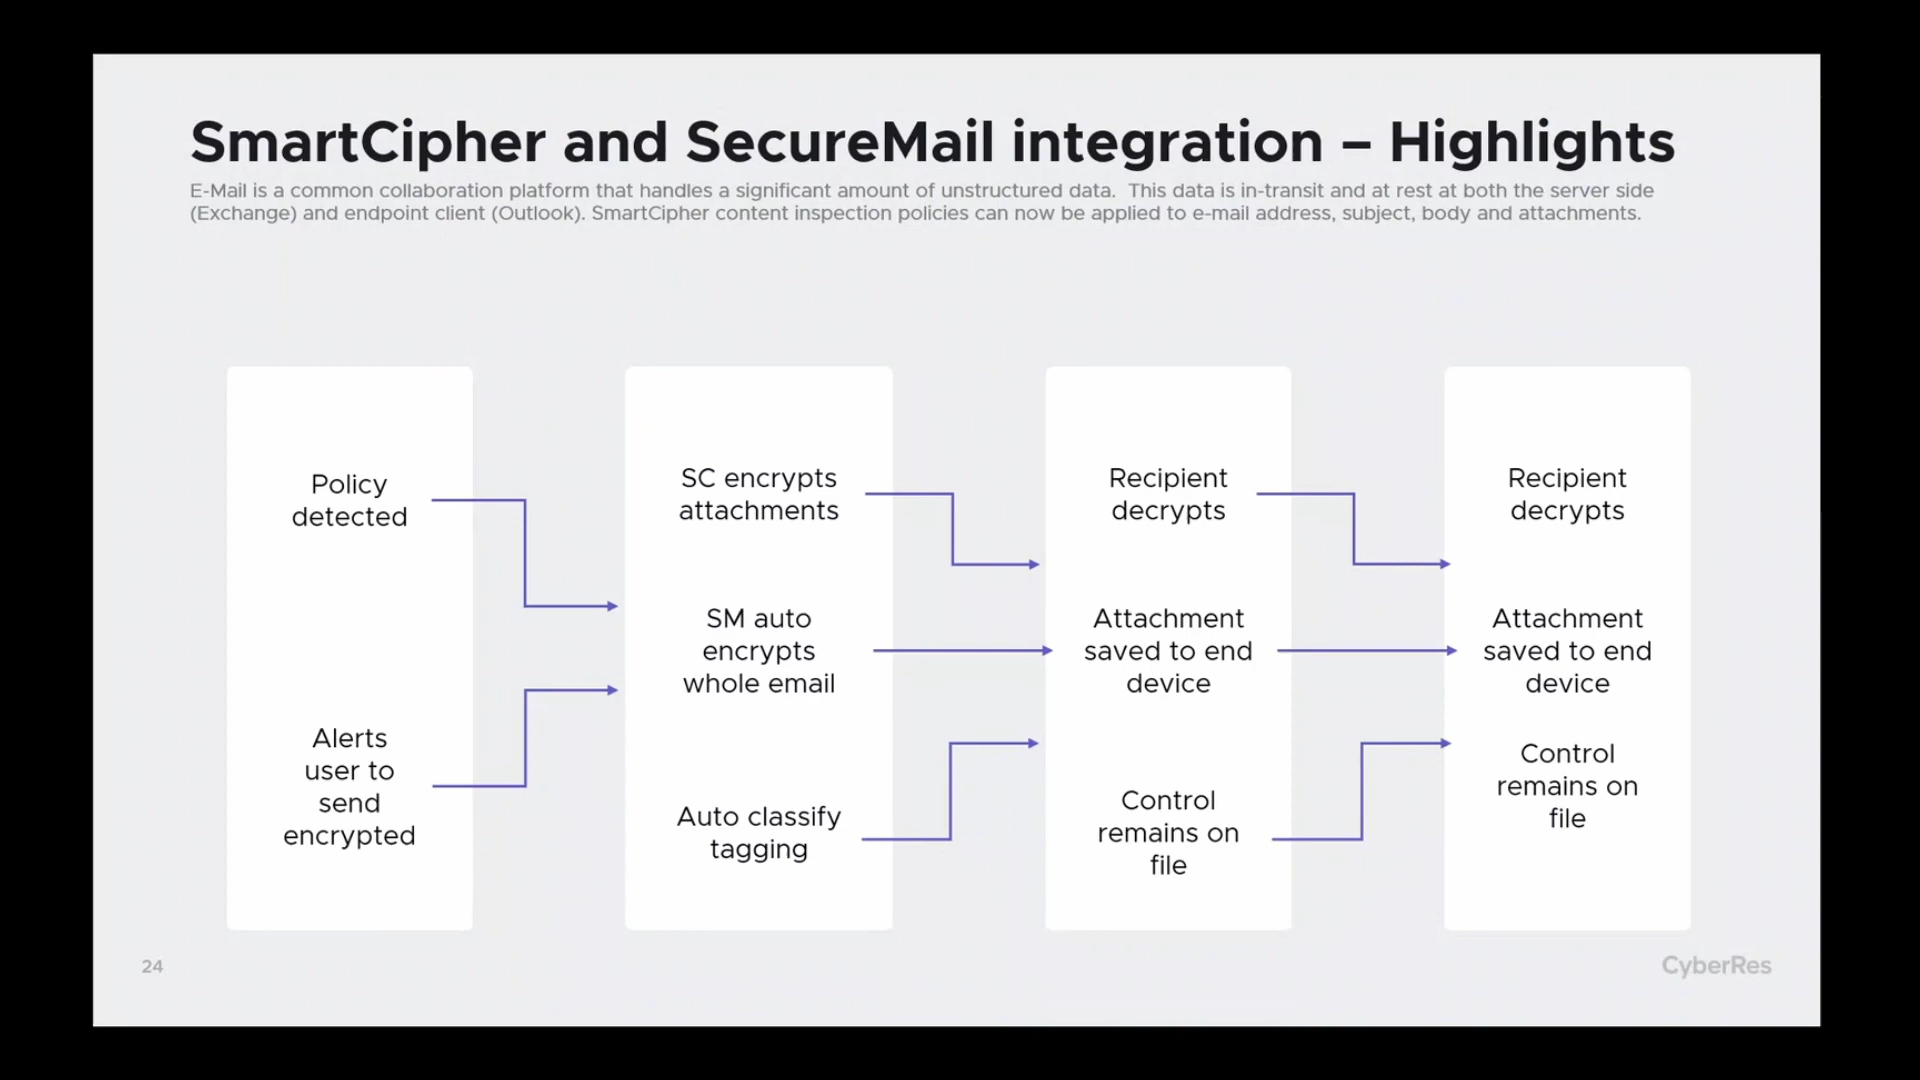 SmartCipher and SecureMail integration – Highlights
E-Mail is a common collaboration platform that handles a significant amount of unstructured data.  This data is in-transit and at rest at both the server side
(Exchange) and endpoint client (Outlook). SmartCipher content inspection policies can now be applied to e-mail address, subject, body and attachments.
Policy
detected
Alerts
user to
send
encrypted
SC encrypts
attachments
SM auto
encrypts
whole email
Auto classify
tagging
Recipient
decrypts
Attachment
saved to end
device
Control
remains on
file
Recipient
decrypts
Attachment
saved to end
device
Control
remains on
file
24
CyberRes